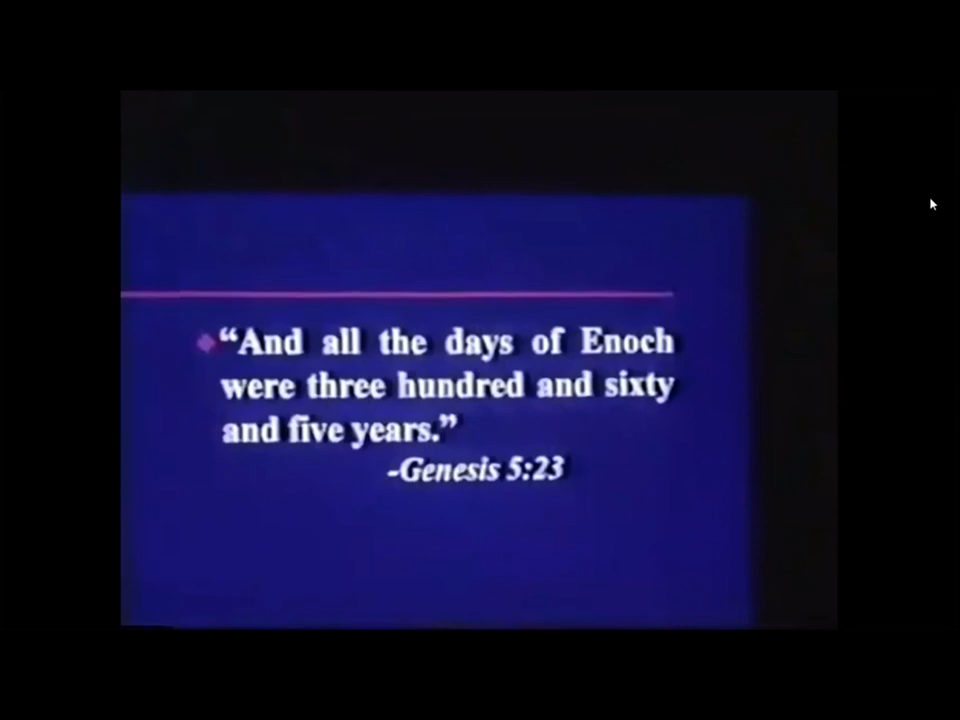 “And all the days of Enoch
were three hundred and sixty
and five years.”
-Genesis 5:23